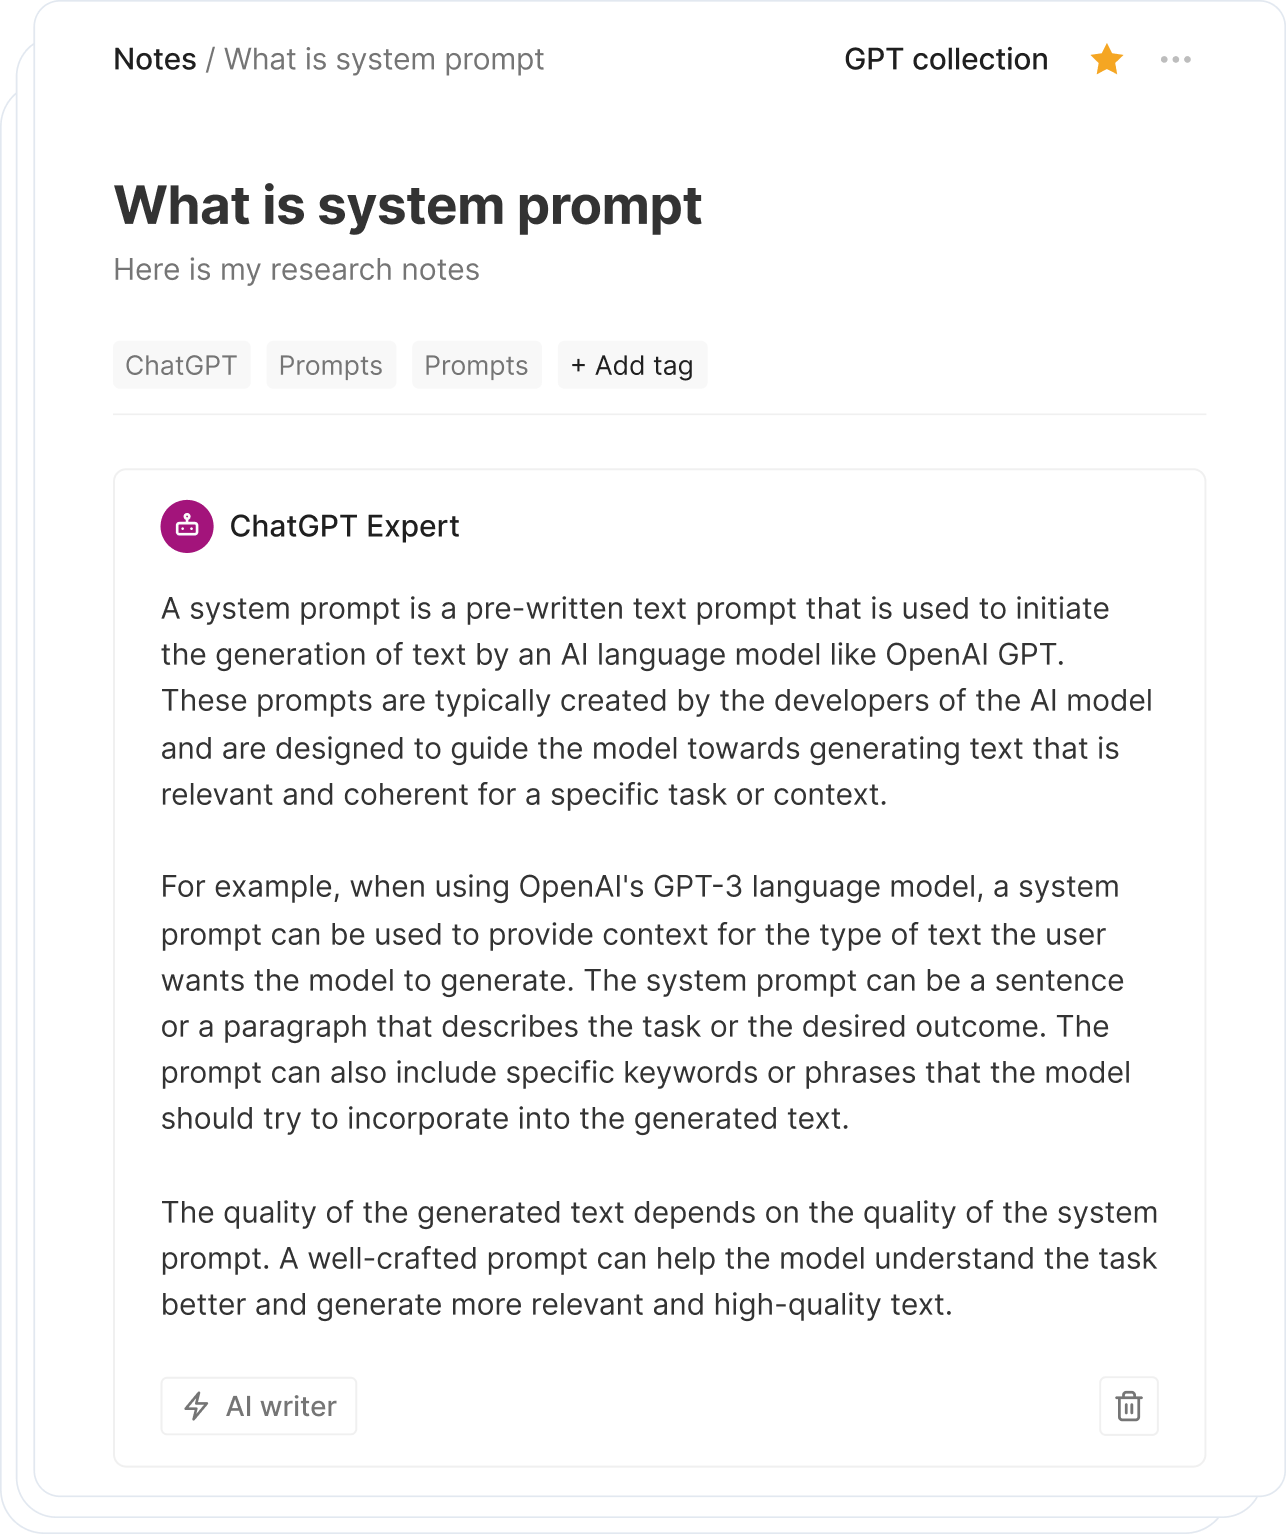 Notes / What is system prompt GPT collection
What is system prompt
Here is my research notes
ChatGPT Prompts Prompts + Add tag
ChatGPT Expert
A system prompt is a pre-written text prompt that is used to initiate
the generation of text by an AI language model like OpenAI GPT.
These prompts are typically created by the developers of the AI model
and are designed to guide the model towards generating text that is
relevant and coherent for a specific task or context.
For example, when using OpenAI's GPT-3 language model, a system
prompt can be used to provide context for the type of text the user
wants the model to generate. The system prompt can be a sentence
or a paragraph that describes the task or the desired outcome. The
prompt can also include specific keywords or phrases that the model
should try to incorporate into the generated text.
The quality of the generated text depends on the quality of the system
prompt. A well-crafted prompt can help the model understand the task
better and generate more relevant and high-quality text.
AI writer